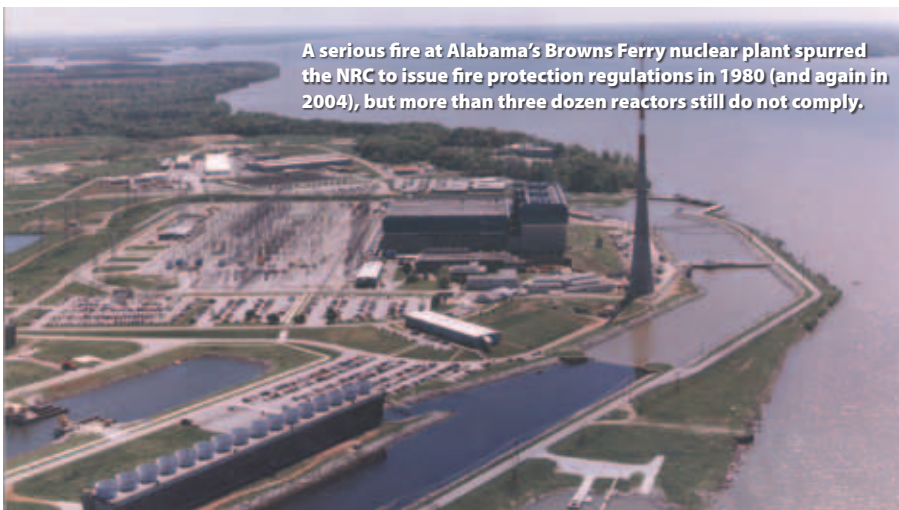 A serious fire at Alabama's Browns Ferry nuclear plant spurred
the NRC to issue fire protection regulations in 1980 (and again in
2004), but more than three dozen reactors still do not comply.